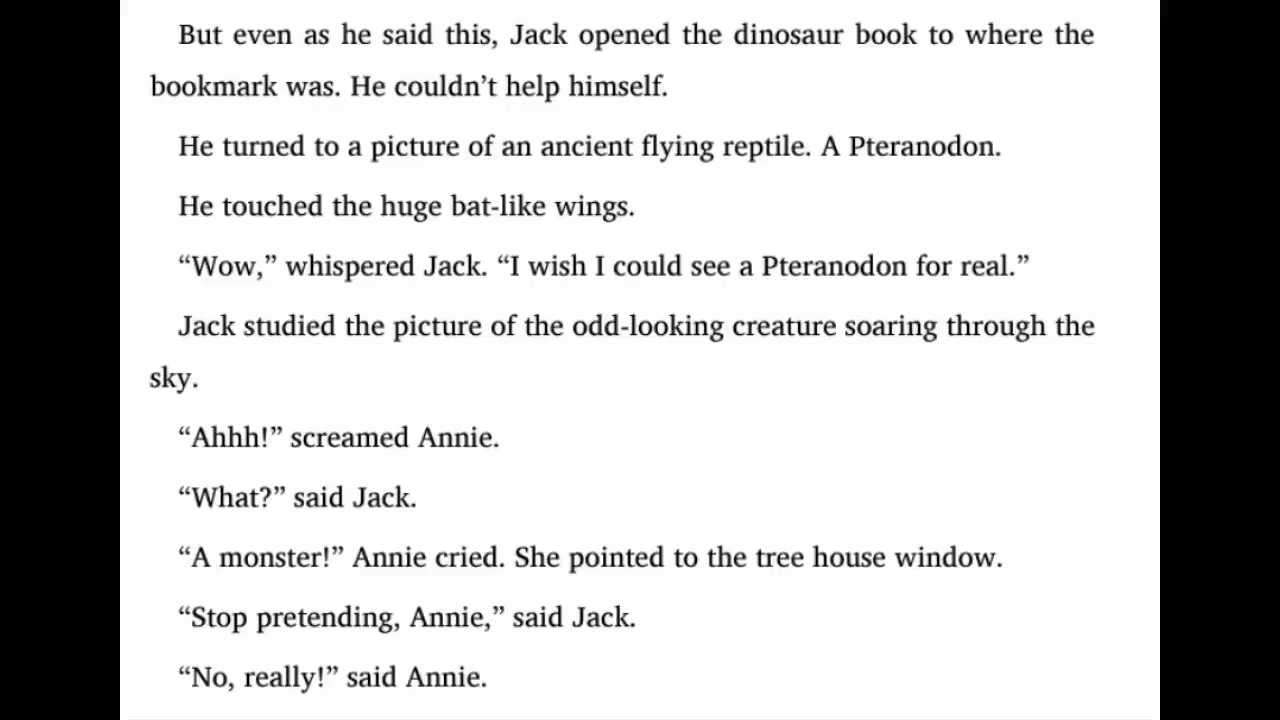 But even as he said this, Jack opened the dinosaur book to where the
bookmark was. He couldn’t help himself.
He turned to a picture of an ancient flying reptile. A Pteranodon.
He touched the huge bat-like wings.
“Wow,” whispered Jack. “I wish I could see a Pteranodon for real.”
Jack studied the picture of the odd-looking creature soaring through the
sky.
“Ahhh!” screamed Annie.
“What?” said Jack.
“A monster!” Annie cried. She pointed to the tree house window.
“Stop pretending, Annie,” said Jack.
“No, really!” said Annie.